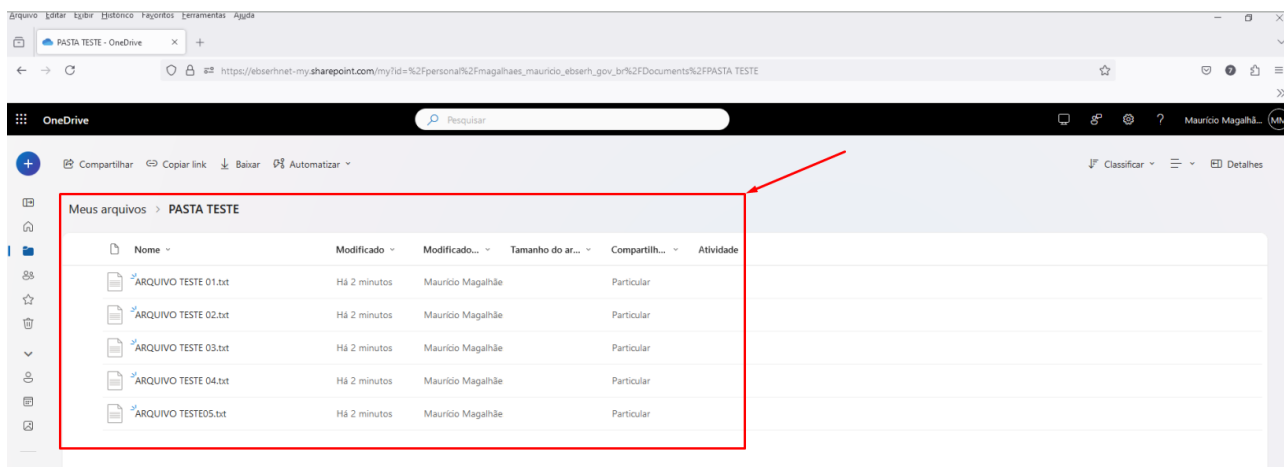 Arquivo Editar Exibir Histórico Favoritos Ferramentas Ajuda
PASTA TESTE - OneDrive
https://ebserhnet-my.sharepoint.com/my?id=%2Fpersonal%2Fmagalhaes_mauricio_ebserh_gov_br%2FDocuments%2FPASTA TESTE
7
OneDrive
Pesquisar
? Maurício Magalhã... MM
Compartilhar Copiar link Baixar Automatizar
Classificar Detalhes
Meus arquivos > PASTA TESTE
Nome Modificado Modificado... Tamanho do ar... Compartilh... Atividade
ARQUIVO TESTE 01.txt Há 2 minutos Maurício Magalhãe Particular
ARQUIVO TESTE 02.txt Há 2 minutos Maurício Magalhãe Particular
ARQUIVO TESTE 03.txt Há 2 minutos Maurício Magalhãe Particular
ARQUIVO TESTE 04.txt Há 2 minutos Maurício Magalhãe Particular
ARQUIVO TESTE05.txt Há 2 minutos Maurício Magalhãe Particular